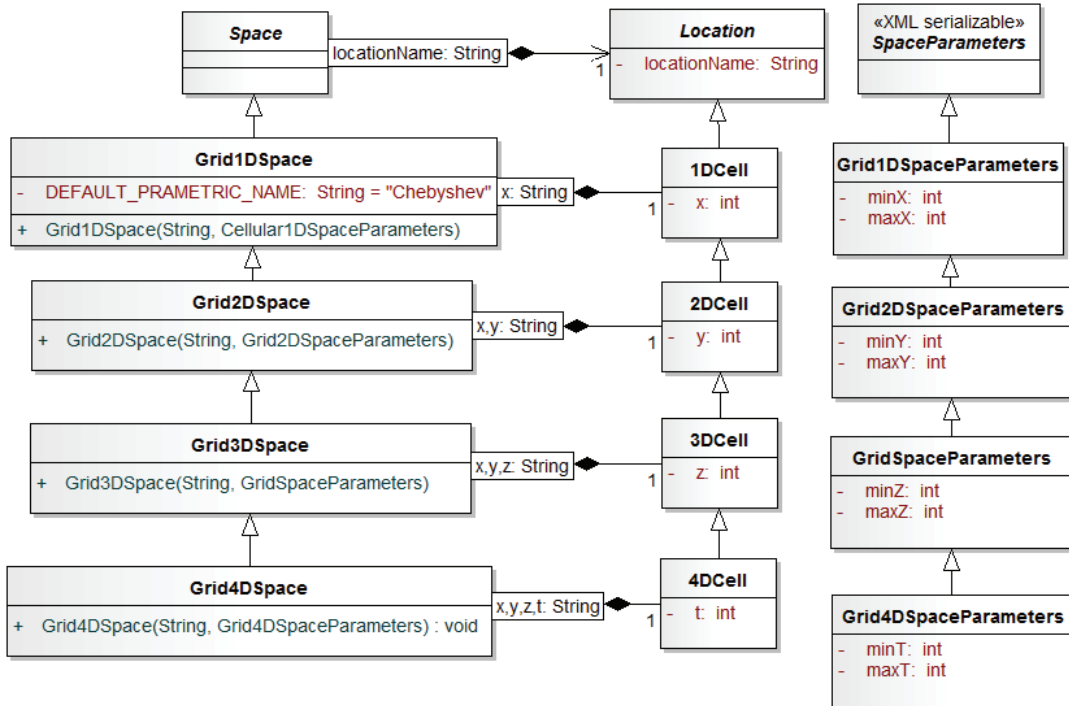 Space
locationName: String
1
Location
- locationName: String
«XML serializable»
SpaceParameters
Grid1DSpace
- DEFAULT_PRAMETRIC_NAME: String = "Chebyshev"
+ Grid1DSpace(String, Cellular1DSpaceParameters)
x: String
1
1DCell
- x: int
Grid1DSpaceParameters
- minX: int
- maxX: int
Grid2DSpace
+ Grid2DSpace(String, Grid2DSpaceParameters)
x,y: String
1
2DCell
- y: int
Grid2DSpaceParameters
- minY: int
- maxY: int
Grid3DSpace
+ Grid3DSpace(String, GridSpaceParameters)
x,y,z: String
1
3DCell
- z: int
GridSpaceParameters
- minZ: int
- maxZ: int
Grid4DSpace
+ Grid4DSpace(String, Grid4DSpaceParameters) : void
x,y,z,t: String
1
4DCell
- t: int
Grid4DSpaceParameters
- minT: int
- maxT: int